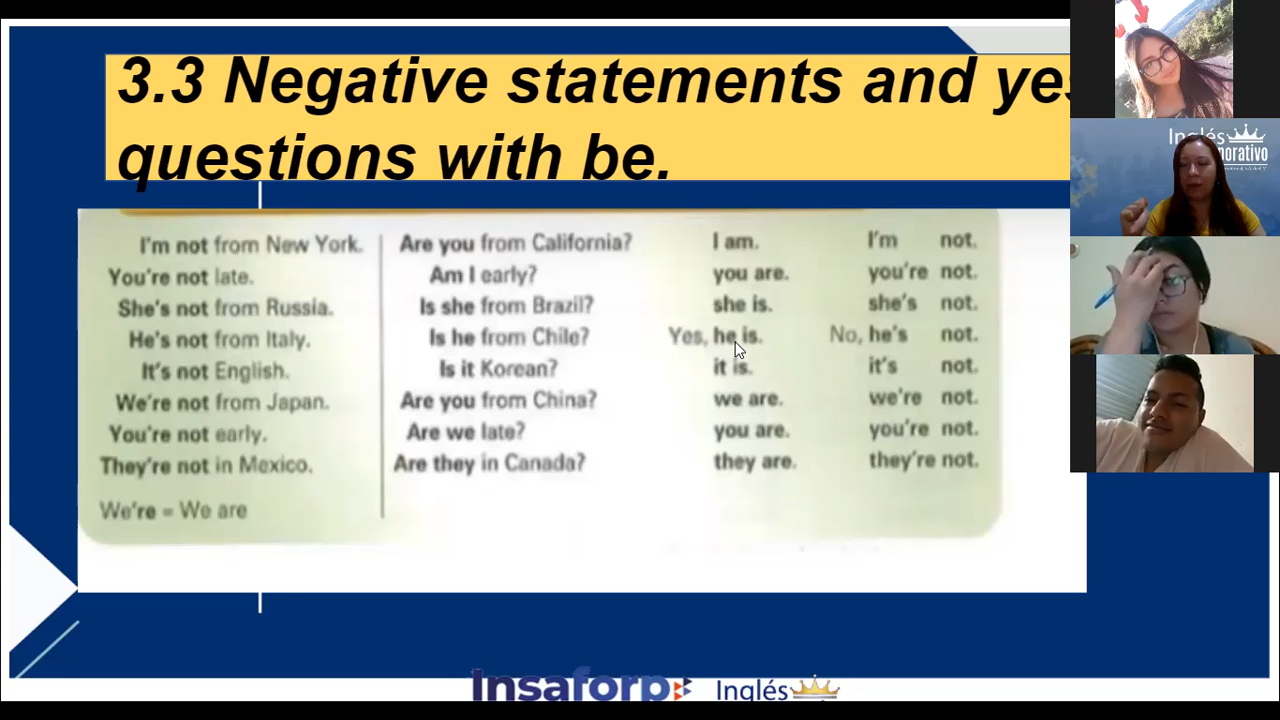 3.3 Negative statements and yes
questions with be.
I'm not from New York. Are you from California? I am. I'm not.
You're not late. Am I early? you are. you're not.
She's not from Russia. Is she from Brazil? she is. she's not.
He's not from Italy. Is he from Chile? Yes, he is. No, he's not.
It's not English. Is it Korean? it is. it's not.
We're not from Japan. Are you from China? we are. we're not.
You're not early. Are we late? you are. you're not.
They're not in Mexico. Are they in Canada? they are. they're not.
We're = We are
Insaforp Inglés
Inglés